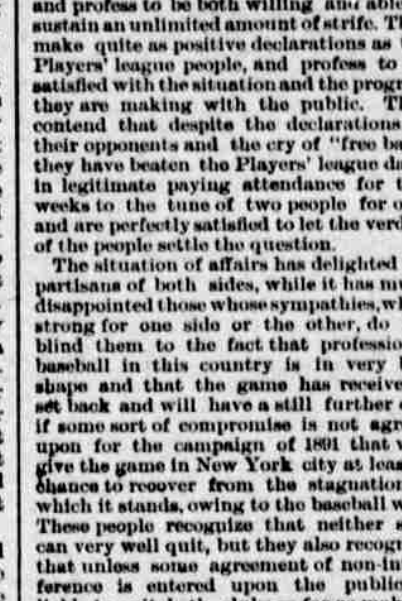 and profess to be both willing and able
sustain an unlimited amount of strife. Th
make quite as positive declarations as
Players' league people, and profess to
satisfied with the situation and the progr
they are making with the public. Th
contend that despite the declarations
their opponents and the cry of "free ba
they have beaten the Players' league da
in legitimate paying attendance for t
weeks to the tune of two people for o
and are perfectly satisfied to let the verd
of the people settle the question.
The situation of affairs has delighted
partisans of both sides, while it has mu
disappointed those whose sympathies, wh
strong for one side or the other, do
blind them to the fact that professio
baseball in this country is in very b
shape and that the game has receive
set back and will have a still further
if some sort of compromise is not agr
upon for the campaign of 1891 that w
give the game in New York city at leas
chance to recover from the stagnation
which it stands, owing to the baseball w
These people recognize that neither s
can very well quit, but they also recogn
that unless some agreement of non-int
ference is entered upon the public